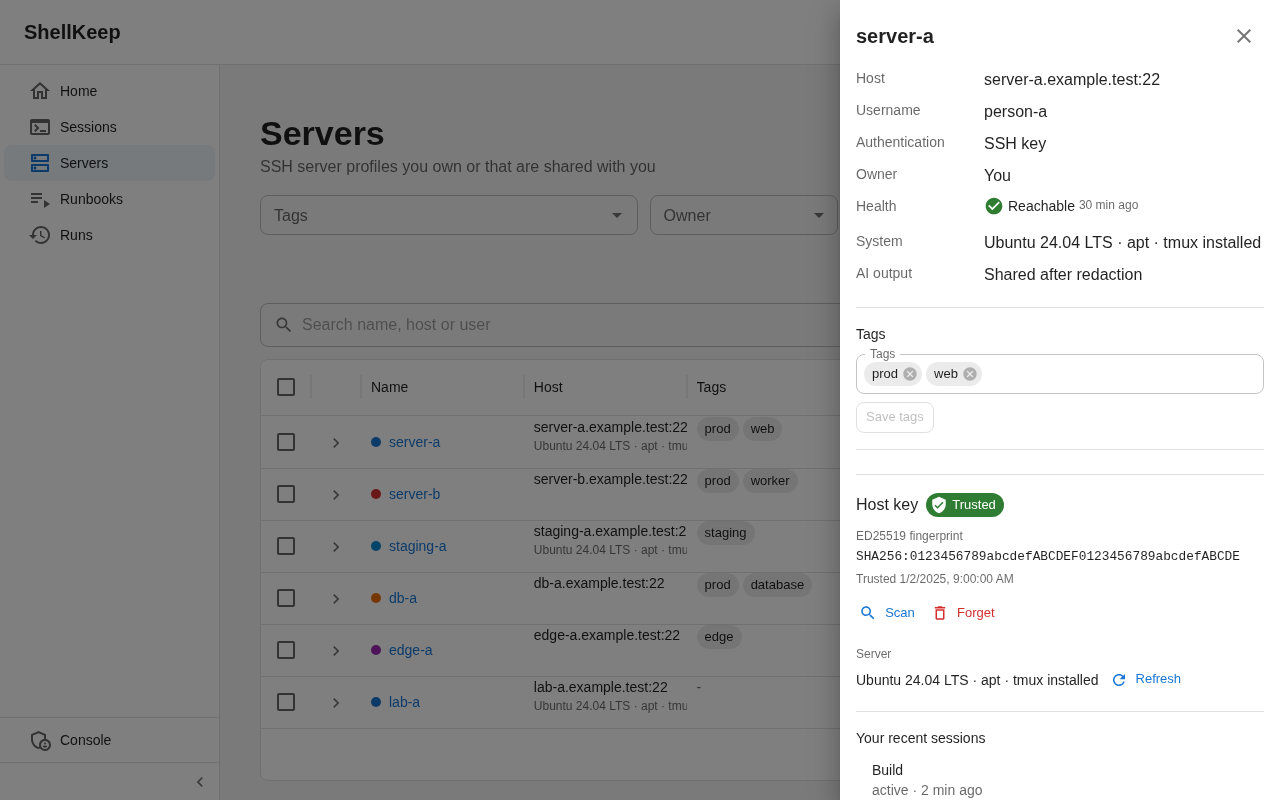 ShellKeep
Home
Sessions
Servers
Runbooks
Runs
Console
Servers
SSH server profiles you own or that are shared with you
Tags
Owner
Search name, host or user
Name Host Tags
server-a server-a.example.test:22 prod web
Ubuntu 24.04 LTS · apt · tmu
server-b server-b.example.test:22 prod worker
staging-a staging-a.example.test:2 staging
Ubuntu 24.04 LTS · apt · tmu
db-a db-a.example.test:22 prod database
edge-a edge-a.example.test:22 edge
lab-a lab-a.example.test:22 -
Ubuntu 24.04 LTS · apt · tmu
server-a
Host server-a.example.test:22
Username person-a
Authentication SSH key
Owner You
Health Reachable 30 min ago
System Ubuntu 24.04 LTS · apt · tmux installed
AI output Shared after redaction
Tags
Tags
prod web
Save tags
Host key Trusted
ED25519 fingerprint
SHA256:0123456789abcdefABCDEF0123456789abcdefABCDE
Trusted 1/2/2025, 9:00:00 AM
Scan Forget
Server
Ubuntu 24.04 LTS · apt · tmux installed Refresh
Your recent sessions
Build
active · 2 min ago